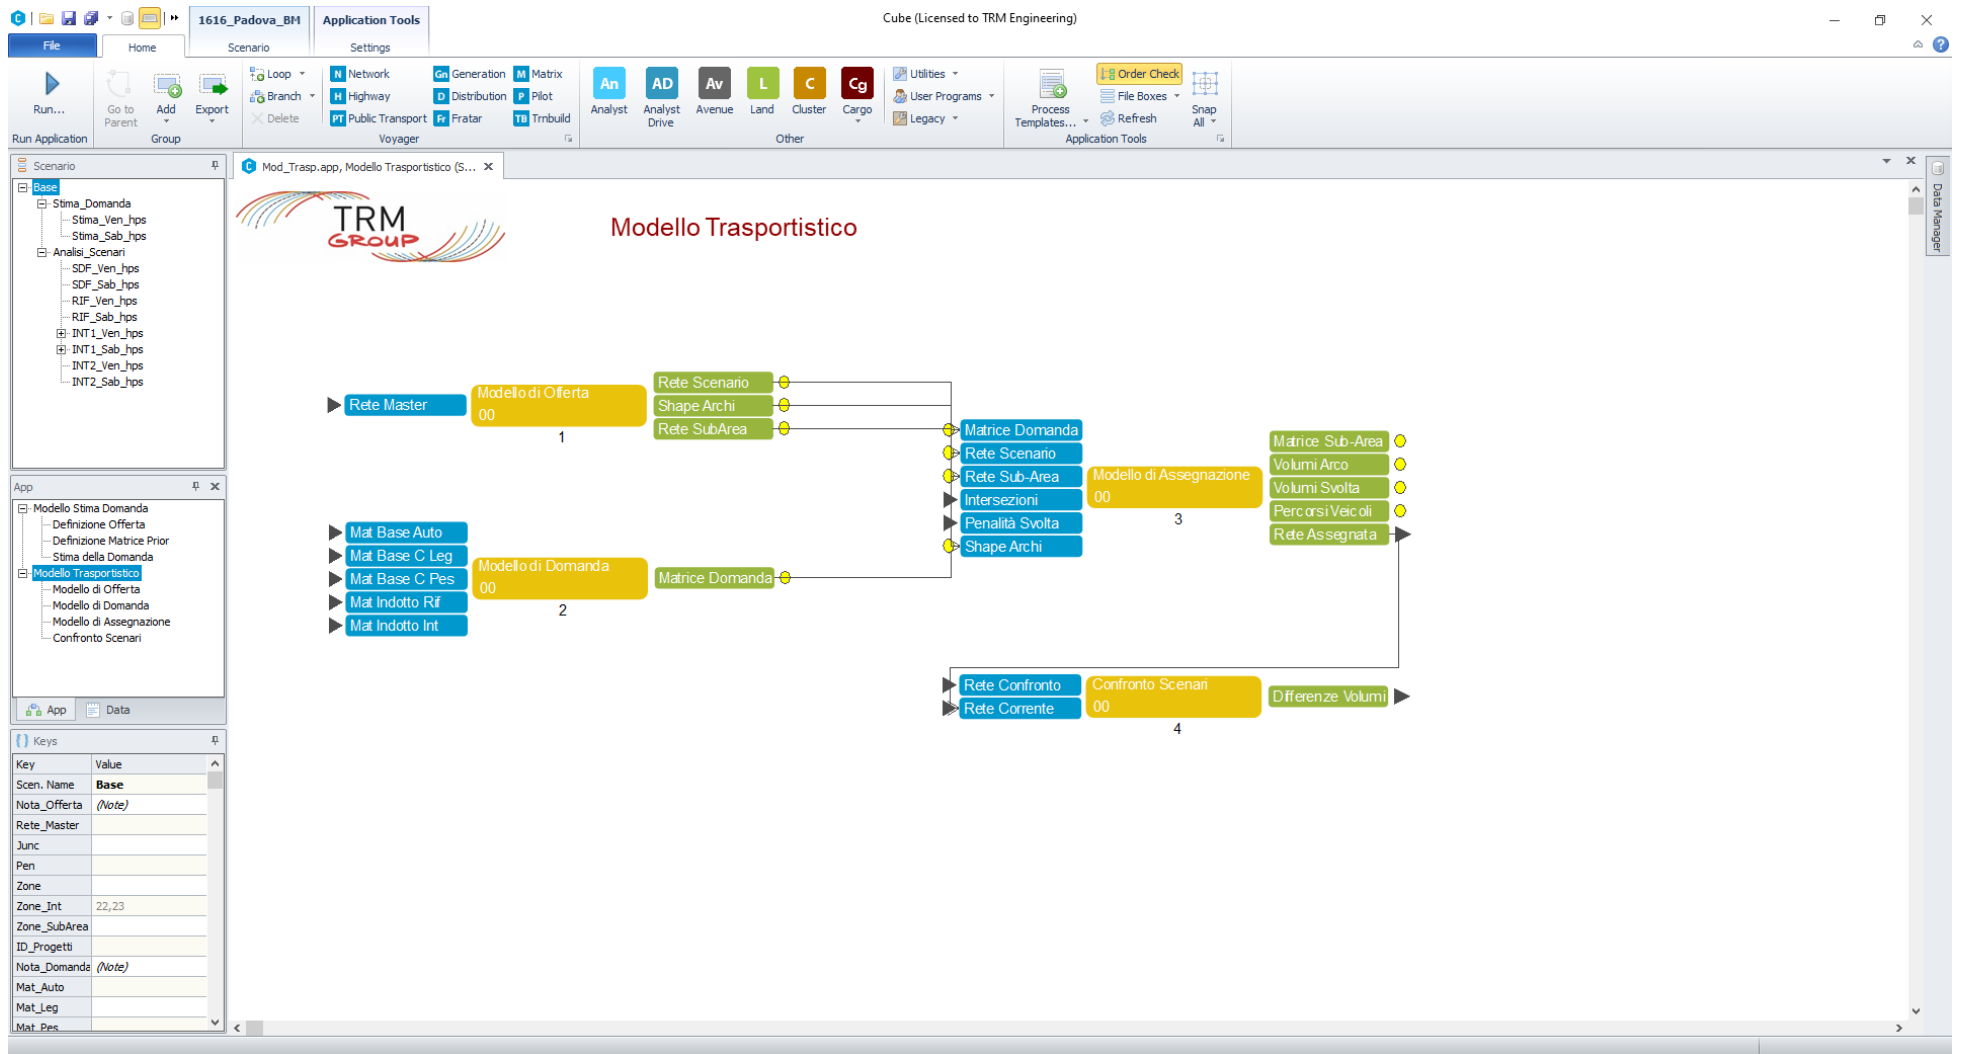 1616_Padova_BM
Application Tools
Cube (Licensed to TRM Engineering)
File
Home
Scenario
Settings
Run...
Go to Parent
Add
Export
Loop
Branch
Delete
N Network
H Highway
PT Public Transport
Gn Generation
D Distribution
Fr Fratar
M Matrix
P Pilot
TB Trnbuild
An
Analyst
AD
Analyst Drive
Av
Avenue
L
Land
C
Cluster
Cg
Cargo
Utilities
User Programs
Legacy
Process Templates...
Order Check
File Boxes
Refresh
Snap All
Run Application
Group
Voyager
Other
Application Tools
Scenario
Base
Stima_Domanda
Stima_Ven_hps
Stima_Sab_hps
Analisi_Scenari
SDF_Ven_hps
SDF_Sab_hps
RIF_Ven_hps
RIF_Sab_hps
INT1_Ven_hps
INT1_Sab_hps
INT2_Ven_hps
INT2_Sab_hps
App
Modello Stima Domanda
Definizione Offerta
Definizione Matrice Prior
Stima della Domanda
Modello Trasportistico
Modello di Offerta
Modello di Domanda
Modello di Assegnazione
Confronto Scenari
App
Data
Keys
Key Value
Scen. Name Base
Nota_Offerta (Note)
Rete_Master
Junc
Pen
Zone
Zone_Int 22,23
Zone_SubArea
ID_Progetti
Nota_Domanda (Note)
Mat_Auto
Mat_Leg
Mat_Pes
Mod_Trasp.app, Modello Trasportistico (S...
Data Manager
TRM
GROUP
Modello Trasportistico
Rete Master
Modello di Offerta
00
1
Rete Scenario
Shape Archi
Rete SubArea
Mat Base Auto
Mat Base C Leg
Mat Base C Pes
Mat Indotto Rif
Mat Indotto Int
Modello di Domanda
00
2
Matrice Domanda
Matrice Domanda
Rete Scenario
Rete Sub-Area
Intersezioni
Penalità Svolta
Shape Archi
Modello di Assegnazione
00
3
Matrice Sub-Area
Volumi Arco
Volumi Svolta
Percorsi Veicoli
Rete Assegnata
Rete Confronto
Rete Corrente
Confronto Scenari
00
4
Differenze Volumi